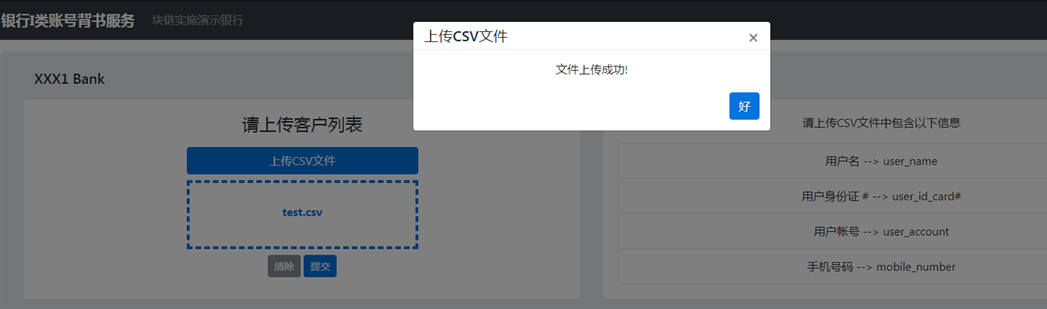 银行I类账号背书服务 块链实施演示银行
上传CSV文件 ×
文件上传成功!
好
XXX1 Bank
请上传客户列表
上传CSV文件
test.csv
清除 提交
请上传CSV文件中包含以下信息
用户名 --> user_name
用户身份证 # --> user_id_card#
用户帐号 --> user_account
手机号码 --> mobile_number